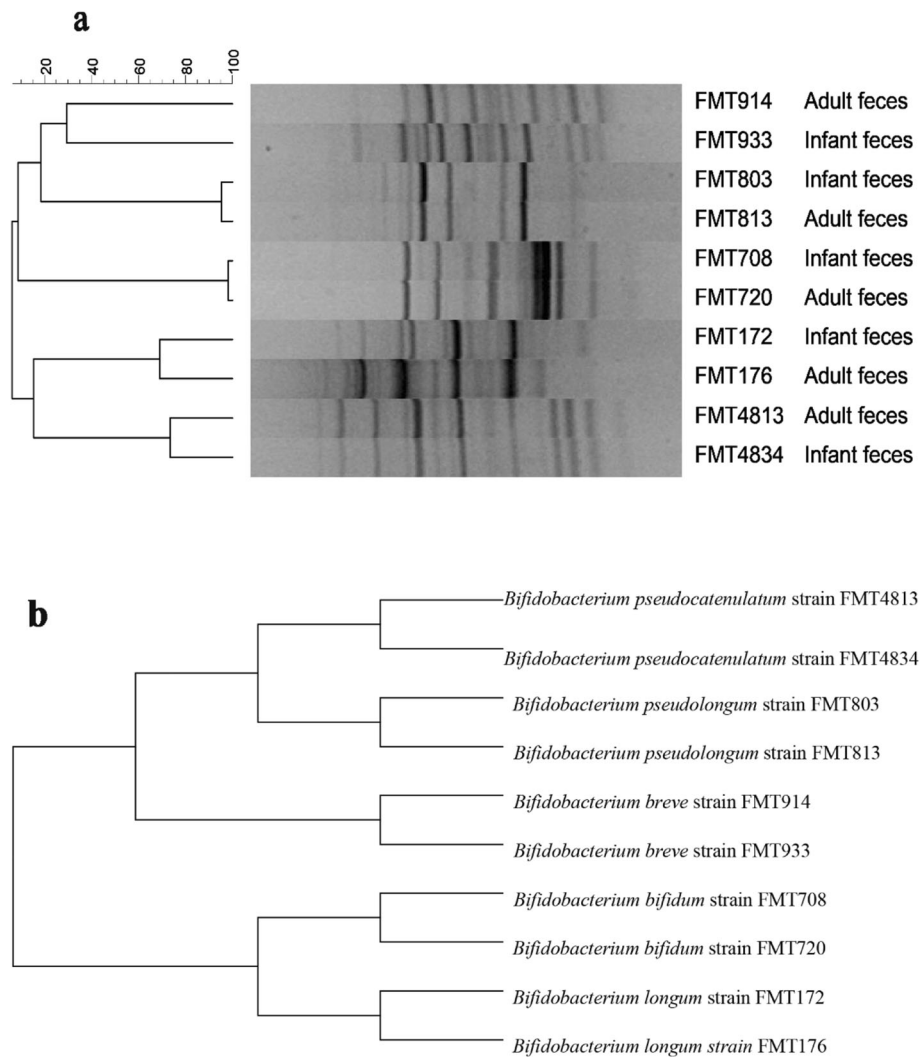 a
20 40 60 80 100
FMT914 Adult feces
FMT933 Infant feces
FMT803 Infant feces
FMT813 Adult feces
FMT708 Infant feces
FMT720 Adult feces
FMT172 Infant feces
FMT176 Adult feces
FMT4813 Adult feces
FMT4834 Infant feces
b
Bifidobacterium pseudocatenulatum strain FMT4813
Bifidobacterium pseudocatenulatum strain FMT4834
Bifidobacterium pseudolongum strain FMT803
Bifidobacterium pseudolongum strain FMT813
Bifidobacterium breve strain FMT914
Bifidobacterium breve strain FMT933
Bifidobacterium bifidum strain FMT708
Bifidobacterium bifidum strain FMT720
Bifidobacterium longum strain FMT172
Bifidobacterium longum strain FMT176